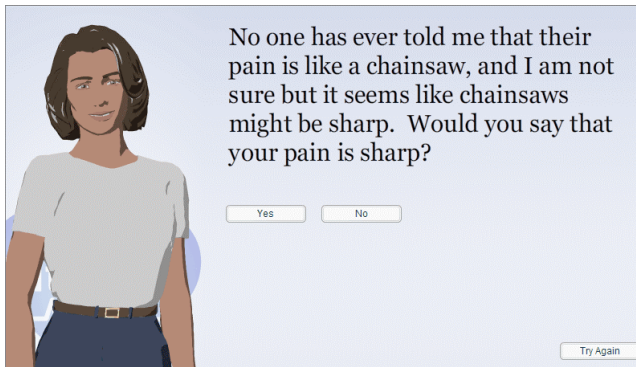 No one has ever told me that their
pain is like a chainsaw, and I am not
sure but it seems like chainsaws
might be sharp.  Would you say that
your pain is sharp?
Yes No
Try Again